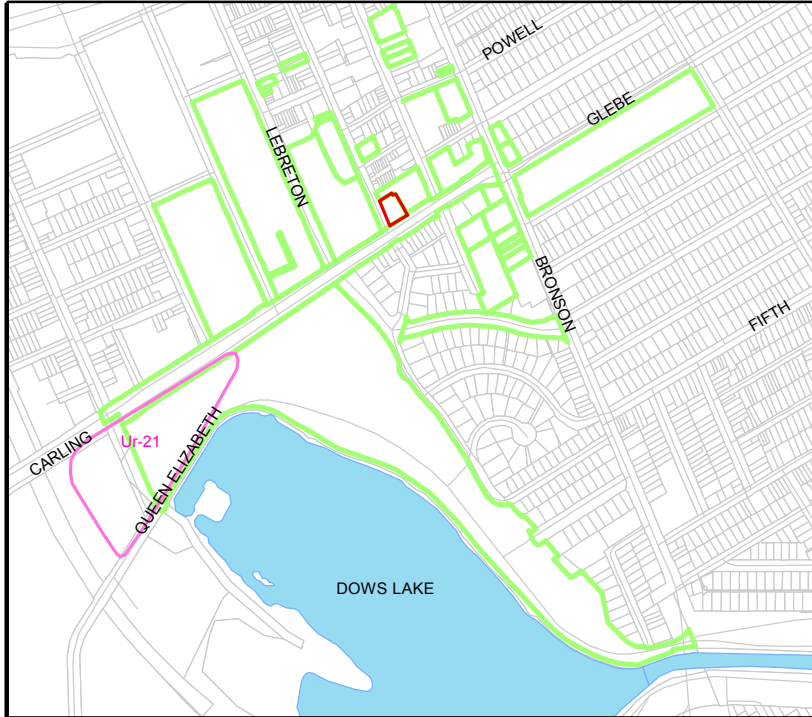 POWELL
GLEBE
LEBRETON
BRONSON
FIFTH
QUEEN ELIZABETH
Ur-21
CARLING
DOWS LAKE